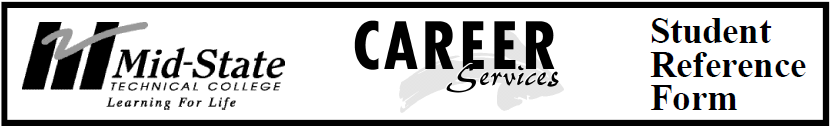 Mid-State
TECHNICAL COLLEGE
Learning For Life
CAREER
Services
Student
Reference
Form